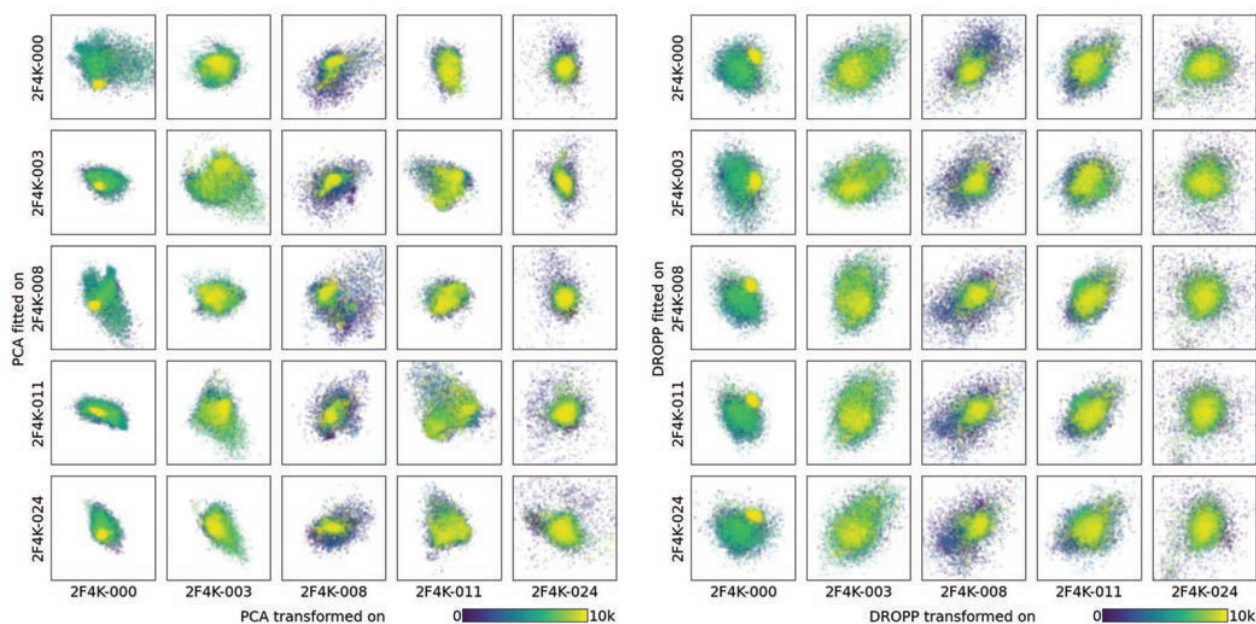 PCA fitted on
2F4K-000
2F4K-003
2F4K-008
2F4K-011
2F4K-024
2F4K-000 2F4K-003 2F4K-008 2F4K-011 2F4K-024
PCA transformed on 0 10k
DROPP fitted on
2F4K-000
2F4K-003
2F4K-008
2F4K-011
2F4K-024
2F4K-000 2F4K-003 2F4K-008 2F4K-011 2F4K-024
DROPP transformed on 0 10k